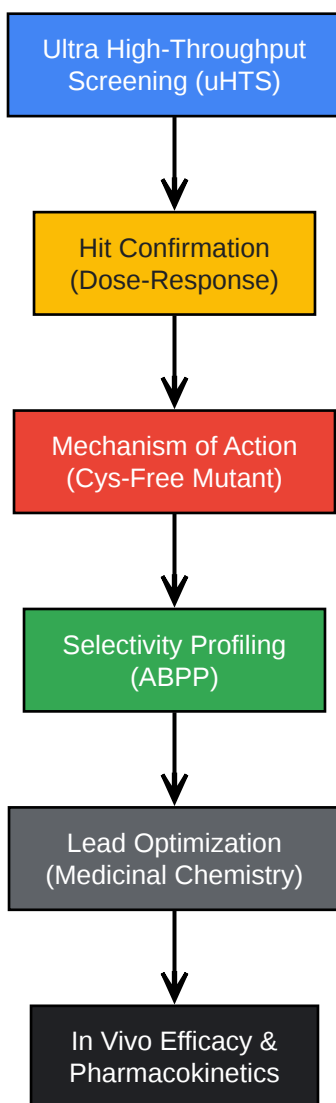 Ultra High-Throughput
Screening (uHTS)
Hit Confirmation
(Dose-Response)
Mechanism of Action
(Cys-Free Mutant)
Selectivity Profiling
(ABPP)
Lead Optimization
(Medicinal Chemistry)
In Vivo Efficacy &
Pharmacokinetics